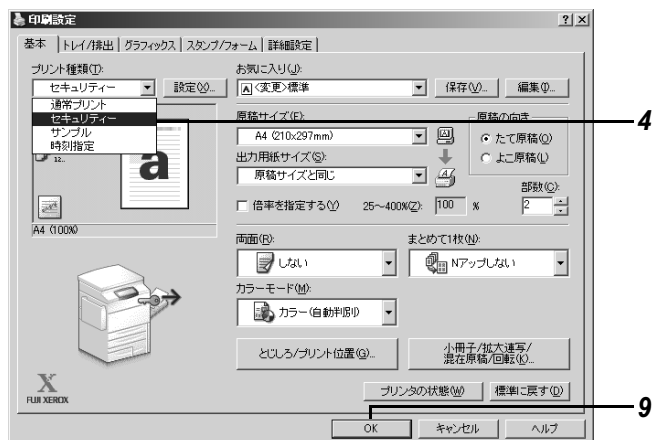 印刷設定
基本 トレイ/排出 グラフィックス スタンプ/フォーム 詳細設定
プリント種類(T):
セキュリティー 設定(X)...
通常プリント
セキュリティー
サンプル
時刻指定
12..
a
A4 (100%)
お気に入り(J):
A <変更>標準 保存(V)... 編集(I)...
原稿サイズ(F):
A4 (210x297mm)
出力用紙サイズ(S):
原稿サイズと同じ
倍率を指定する(Y) 25～400%(Z): 100 %
原稿の向き
たて原稿(O)
よこ原稿(L)
部数(C):
2
両面(R):
しない
まとめて1枚(N):
Nアップしない
カラーモード(M):
カラー(自動判別)
とじしろ/プリント位置(G)...
小冊子/拡大連写/
混在原稿/回転(K)...
X
FUJI XEROX
プリンタの状態(W) 標準に戻す(D)
OK キャンセル ヘルプ
4
9